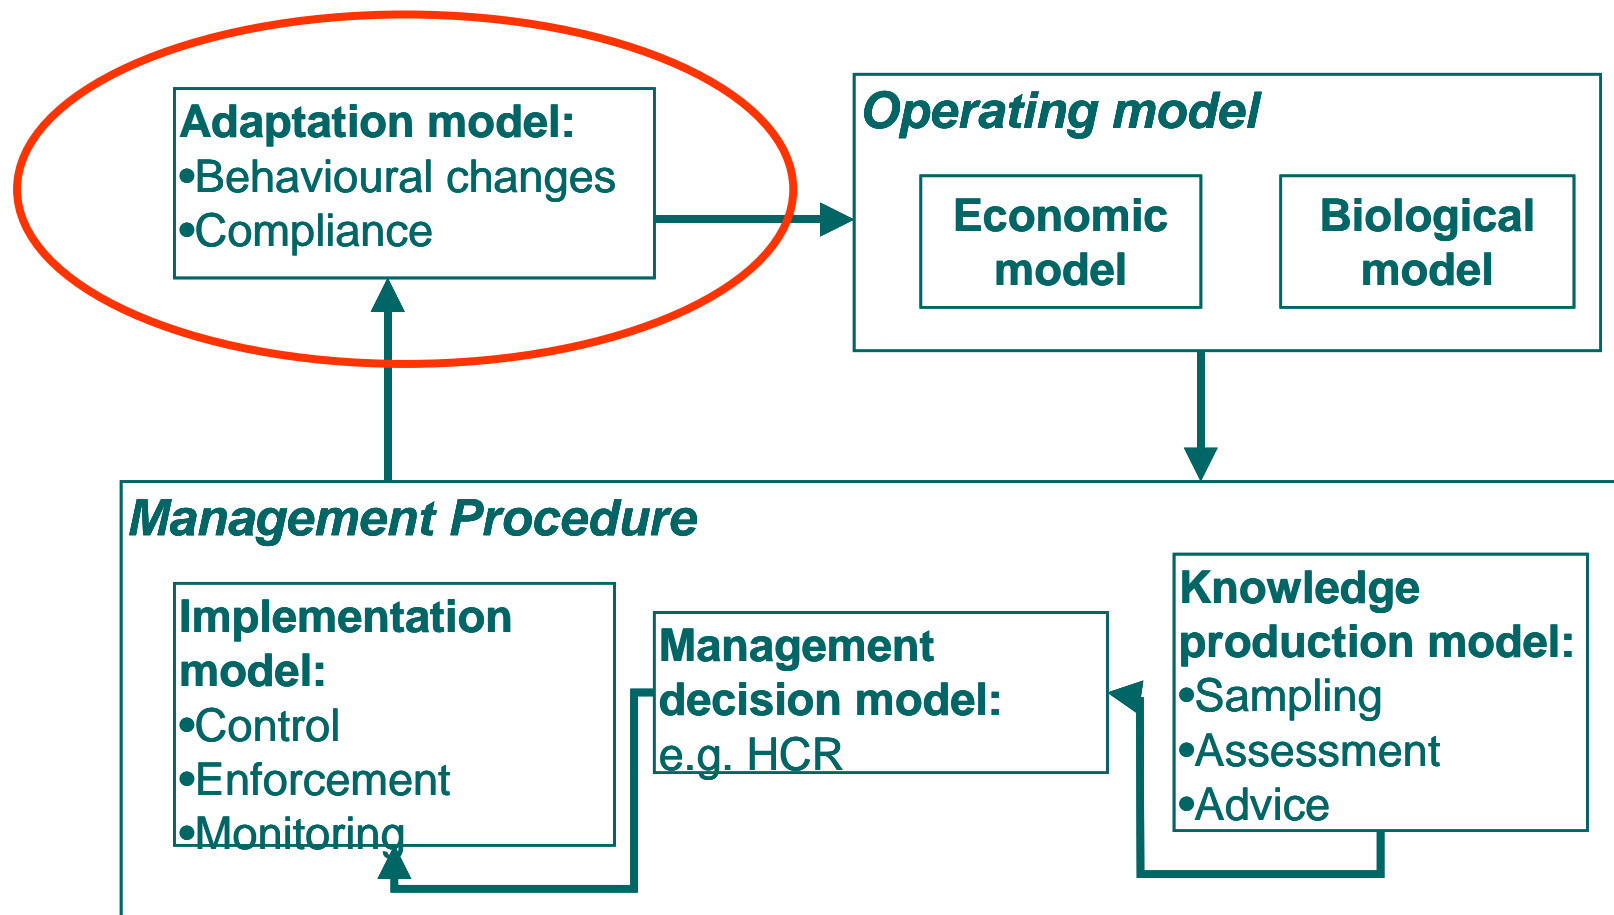 Adaptation model:
•Behavioural changes
•Compliance
Operating model
Economic
model
Biological
model
Management Procedure
Implementation
model:
•Control
•Enforcement
•Monitoring
Management
decision model:
e.g. HCR
Knowledge
production model:
•Sampling
•Assessment
•Advice